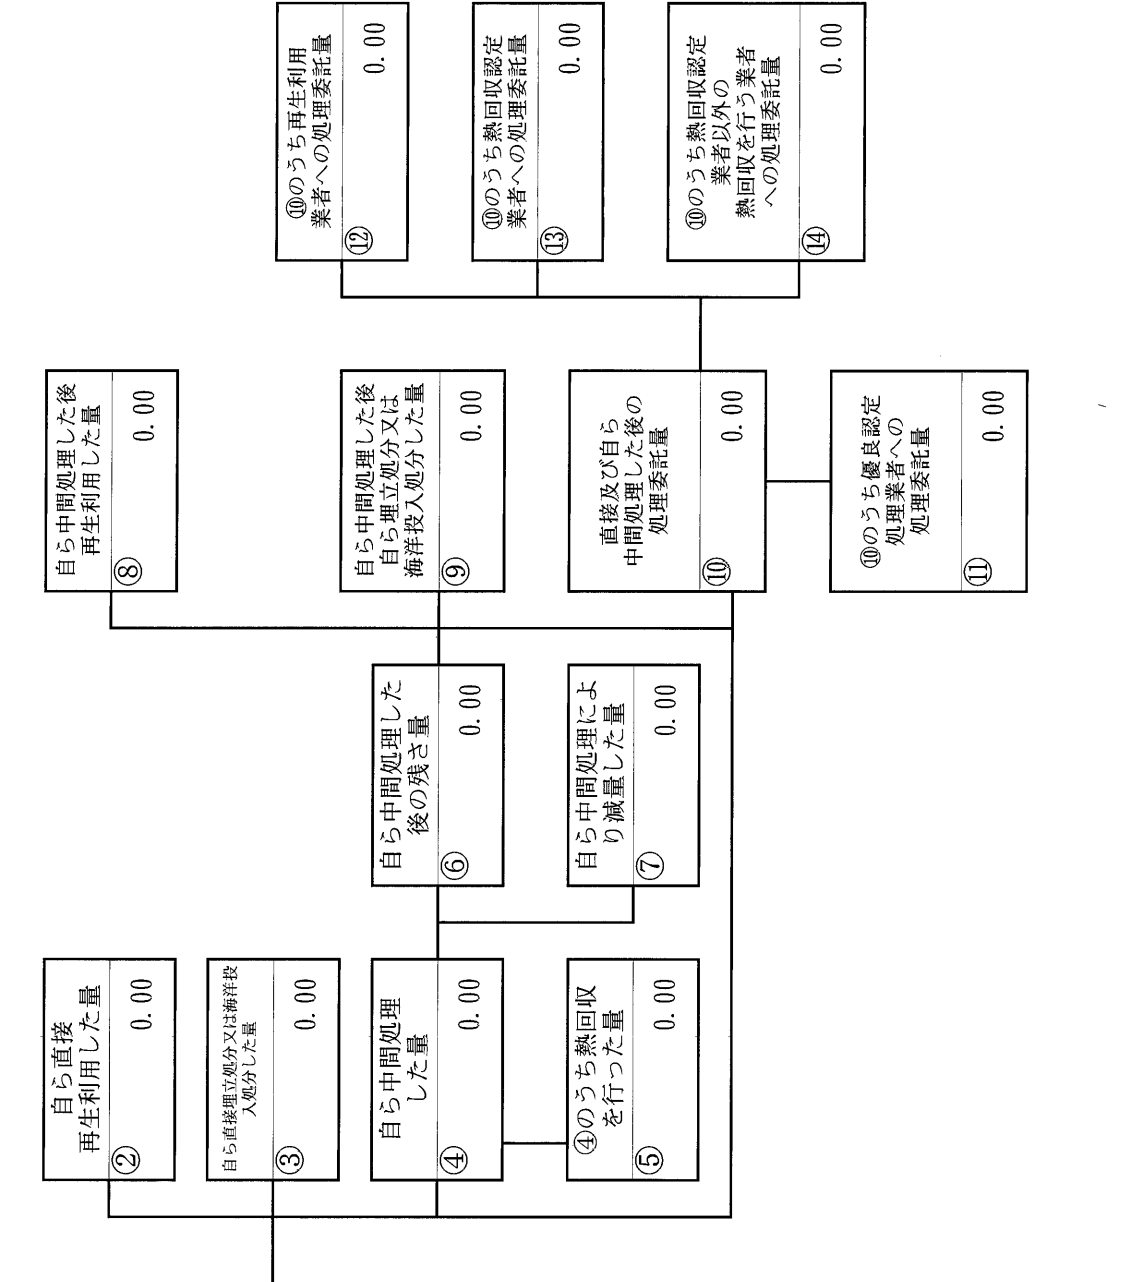 自ら直接
再生利用した量
②
0.00
自ら直接埋立処分又は海洋投
入処分した量
③
0.00
自ら中間処理
した量
④
0.00
④のうち熱回収
を行った量
⑤
0.00
自ら中間処理した
後の残さ量
⑥
0.00
自ら中間処理によ
り減量した量
⑦
0.00
自ら中間処理した後
再生利用した量
⑧
0.00
自ら中間処理した後
自ら埋立処分又は
海洋投入処分した量
⑨
0.00
直接及び自ら
中間処理した後の
処理委託量
⑩
0.00
⑩のうち優良認定
処理業者への
処理委託量
⑪
0.00
⑩のうち再生利用
業者への処理委託量
⑫
0.00
⑩のうち熱回収認定
業者への処理委託量
⑬
0.00
⑩のうち熱回収認定
業者以外の
熱回収を行う業者
への処理委託量
⑭
0.00